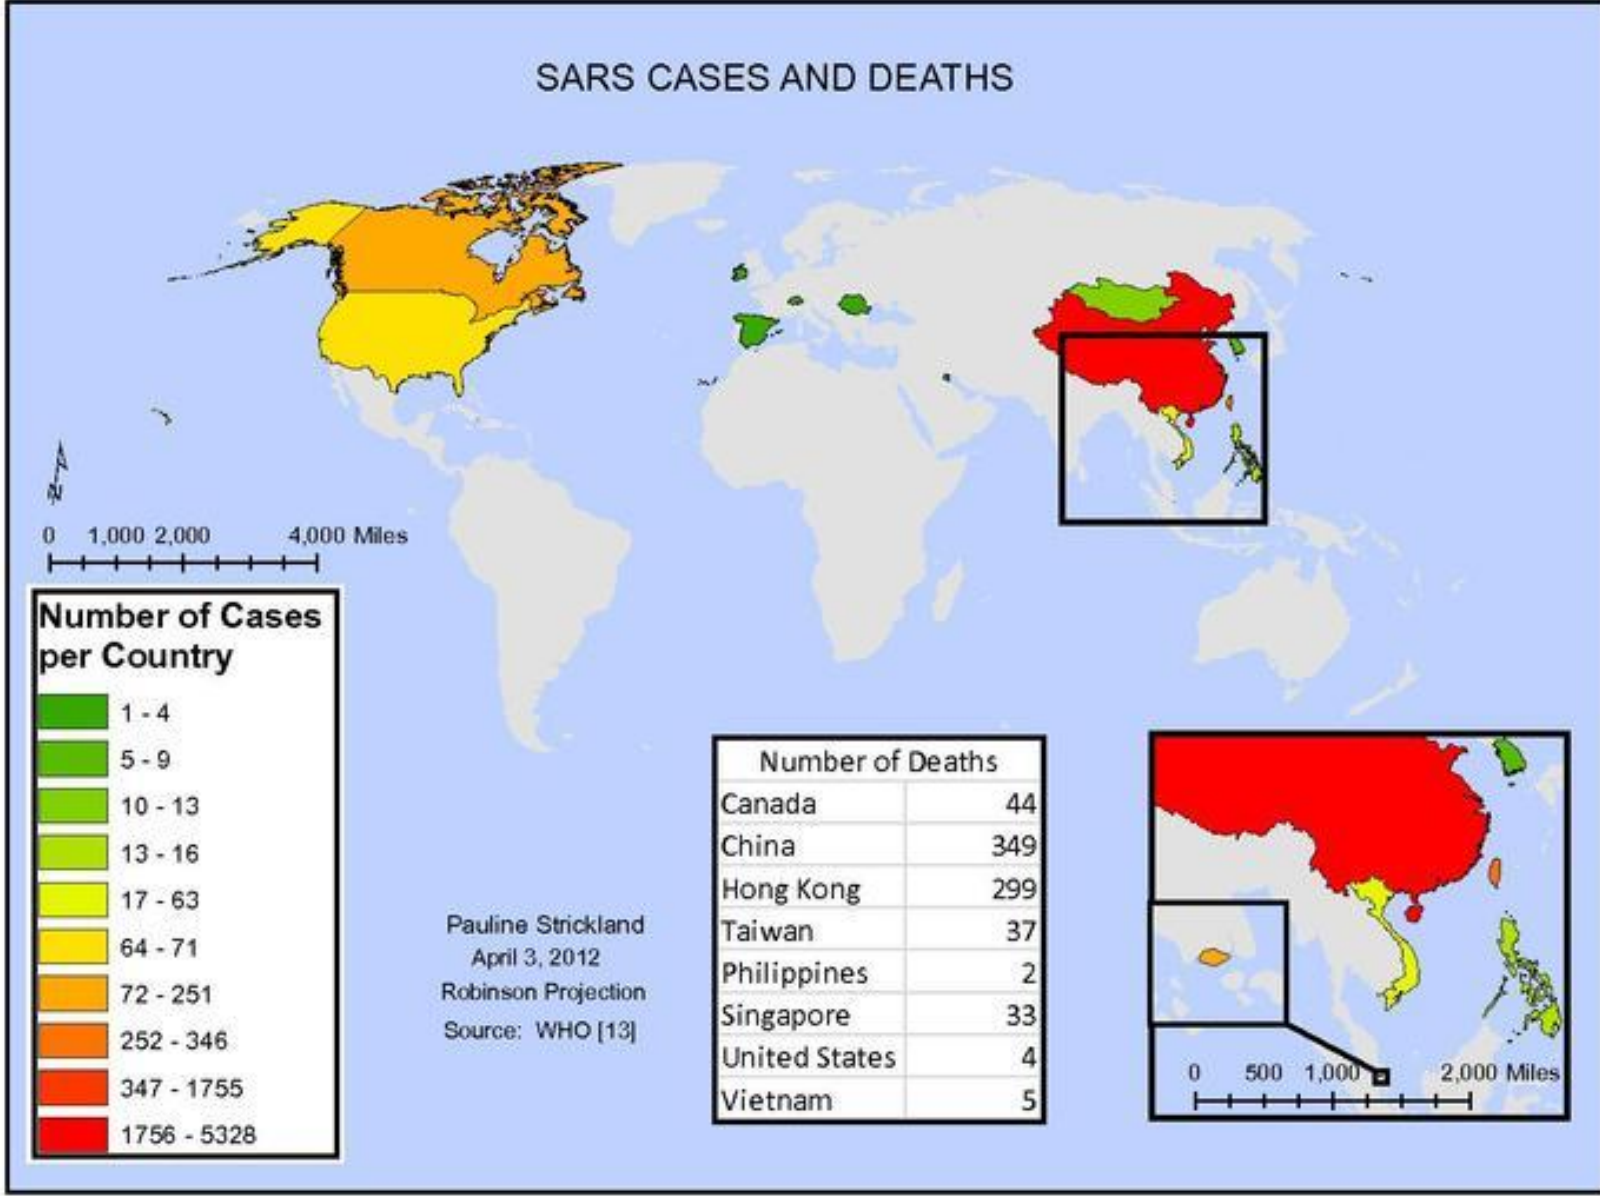 SARS CASES AND DEATHS
N
0 1,000 2,000 4,000 Miles
Number of Cases
per Country
1 - 4
5 - 9
10 - 13
13 - 16
17 - 63
64 - 71
72 - 251
252 - 346
347 - 1755
1756 - 5328
Pauline Strickland
April 3, 2012
Robinson Projection
Source: WHO [13]
Number of Deaths
Canada 44
China 349
Hong Kong 299
Taiwan 37
Philippines 2
Singapore 33
United States 4
Vietnam 5
0 500 1,000 2,000 Miles